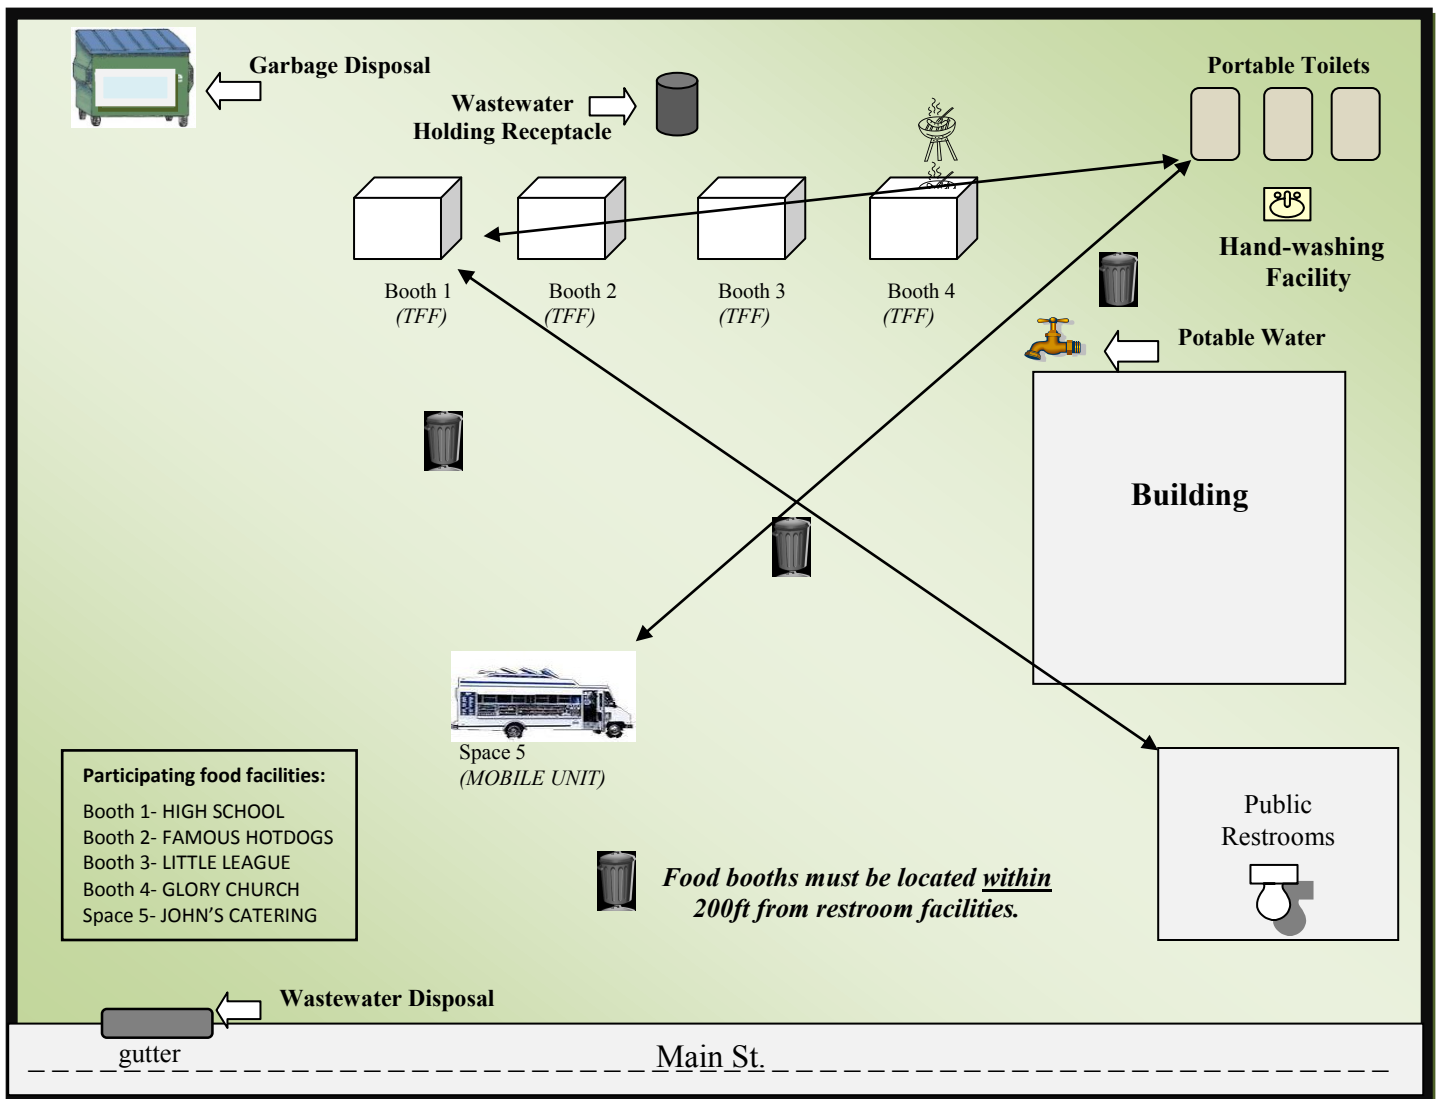 Garbage Disposal
Wastewater
Holding Receptacle
Portable Toilets
Hand-washing
Facility
Booth 1
(TFF)
Booth 2
(TFF)
Booth 3
(TFF)
Booth 4
(TFF)
Potable Water
Building
Space 5
(MOBILE UNIT)
Participating food facilities:
Booth 1- HIGH SCHOOL
Booth 2- FAMOUS HOTDOGS
Booth 3- LITTLE LEAGUE
Booth 4- GLORY CHURCH
Space 5- JOHN'S CATERING
Public
Restrooms
Food booths must be located within
200ft from restroom facilities.
Wastewater Disposal
gutter
Main St.